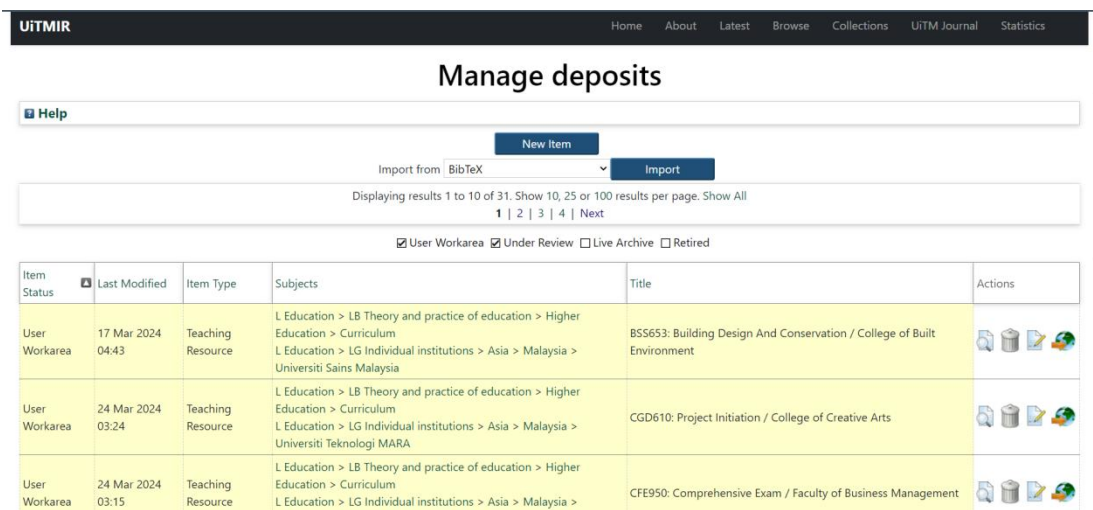 UiTMIR
Home About Latest Browse Collections UiTM Journal Statistics
Manage deposits
Help
New Item
Import from BibTeX Import
Displaying results 1 to 10 of 31. Show 10, 25 or 100 results per page. Show All
1 | 2 | 3 | 4 | Next
User Workarea Under Review Live Archive Retired
Item
Status
Last Modified
Item Type
Subjects
Title
Actions
User
Workarea
17 Mar 2024
04:43
Teaching
Resource
L Education > LB Theory and practice of education > Higher
Education > Curriculum
L Education > LG Individual institutions > Asia > Malaysia >
Universiti Sains Malaysia
BSS653: Building Design And Conservation / College of Built
Environment
User
Workarea
24 Mar 2024
03:24
Teaching
Resource
L Education > LB Theory and practice of education > Higher
Education > Curriculum
L Education > LG Individual institutions > Asia > Malaysia >
Universiti Teknologi MARA
CGD610: Project Initiation / College of Creative Arts
User
Workarea
24 Mar 2024
03:15
Teaching
Resource
L Education > LB Theory and practice of education > Higher
Education > Curriculum
L Education > LG Individual institutions > Asia > Malaysia >
CFE950: Comprehensive Exam / Faculty of Business Management